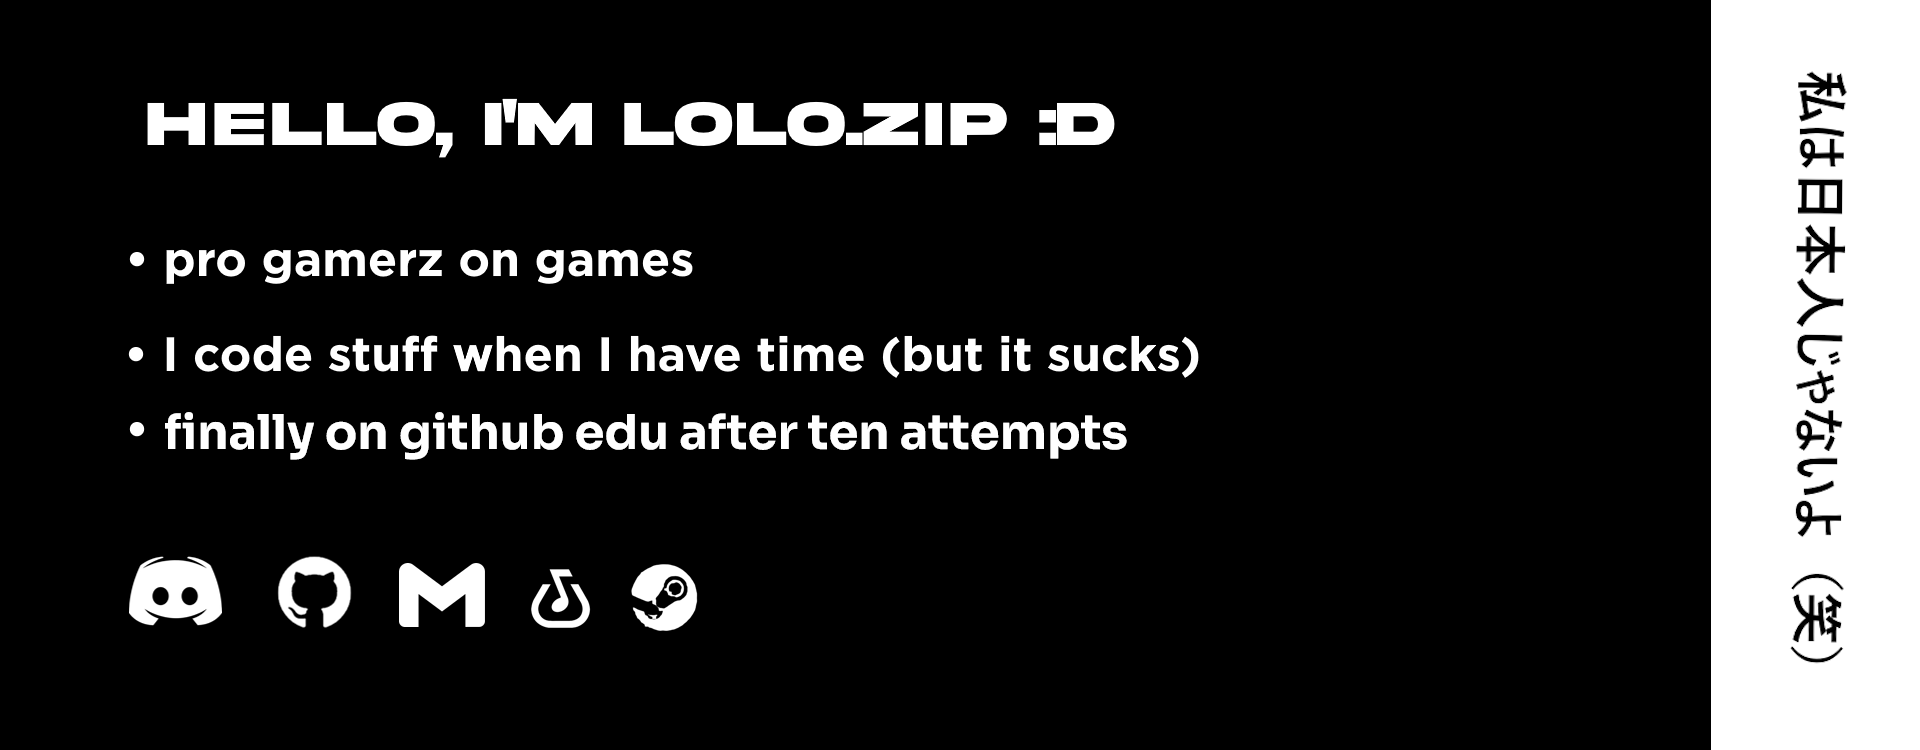 HELLO, I'M LOLO.ZIP :D
• pro gamerz on games
• I code stuff when I have time (but it sucks)
• finally on github edu after ten attempts
私は日本人じゃないよ（笑）